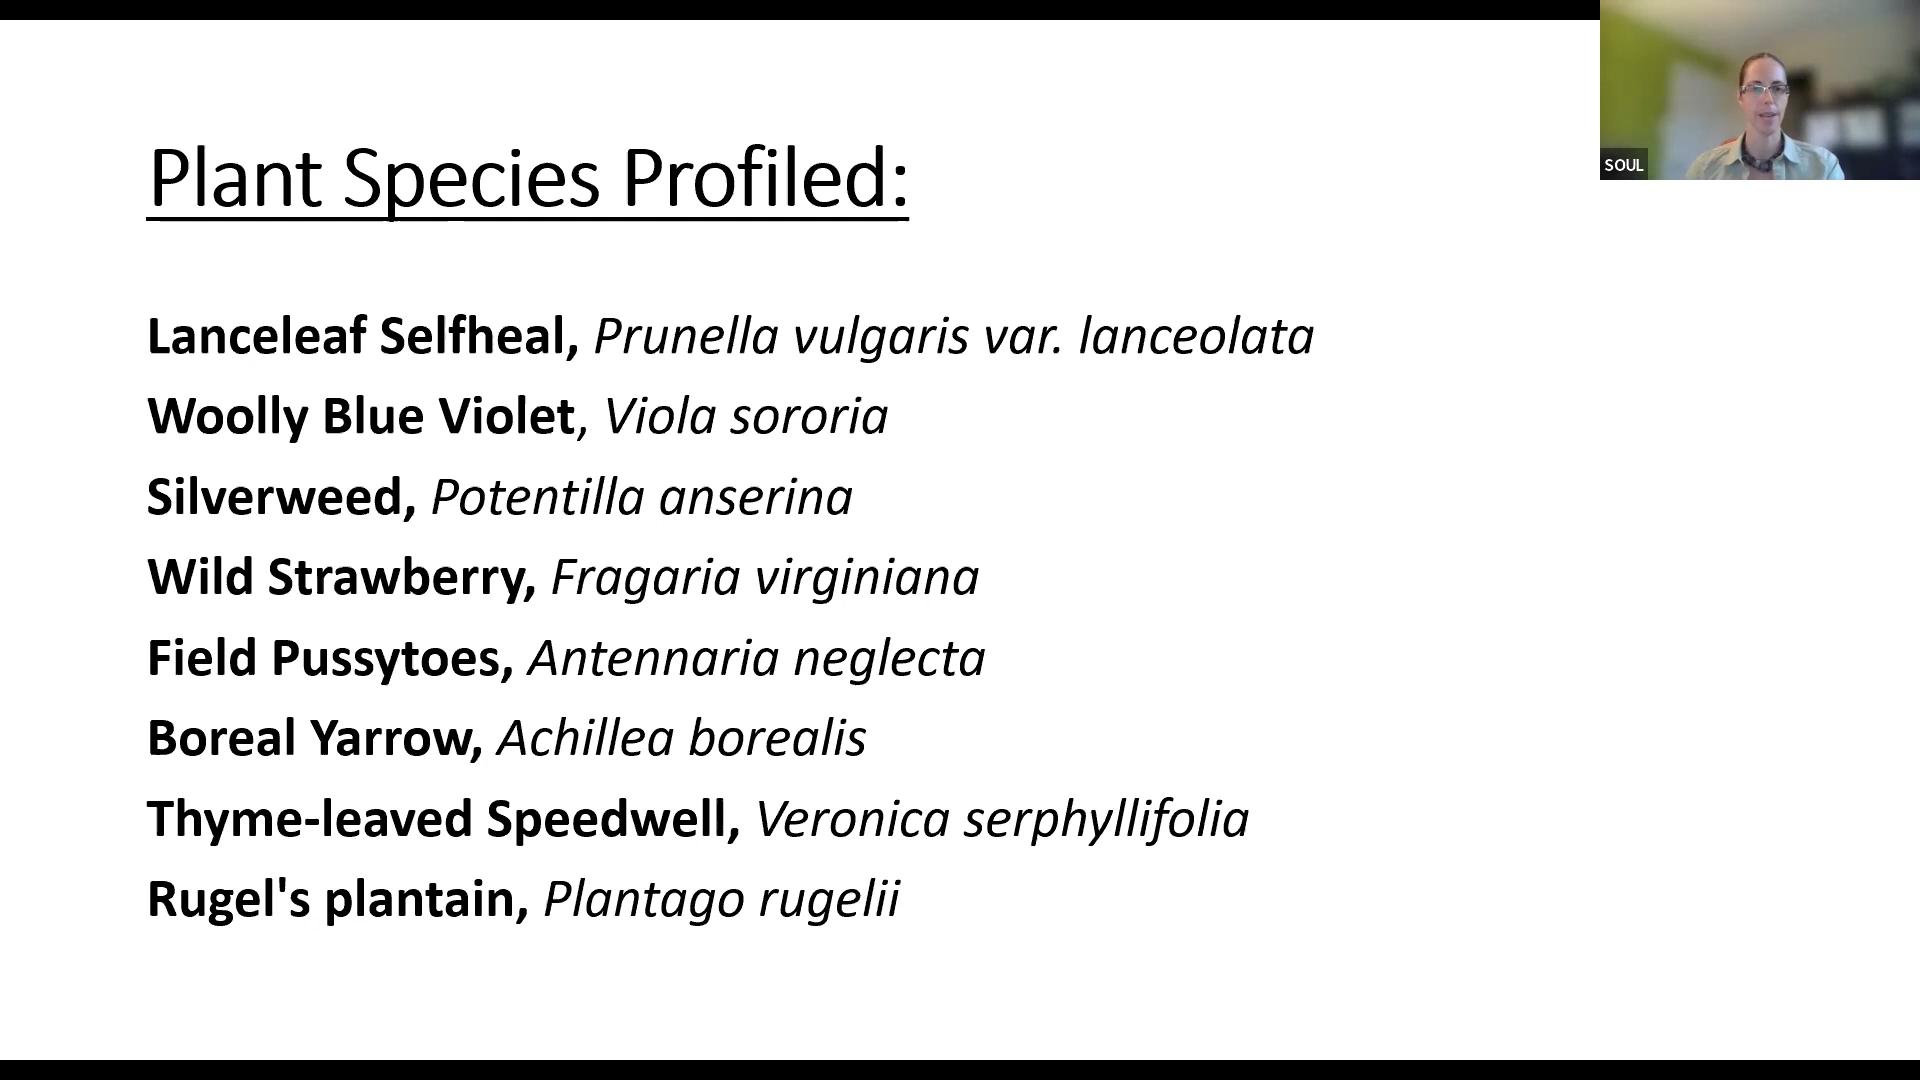 Plant Species Profiled:
SOUL
Lanceleaf Selfheal, Prunella vulgaris var. lanceolata
Woolly Blue Violet, Viola sororia
Silverweed, Potentilla anserina
Wild Strawberry, Fragaria virginiana
Field Pussytoes, Antennaria neglecta
Boreal Yarrow, Achillea borealis
Thyme-leaved Speedwell, Veronica serphyllifolia
Rugel's plantain, Plantago rugelii